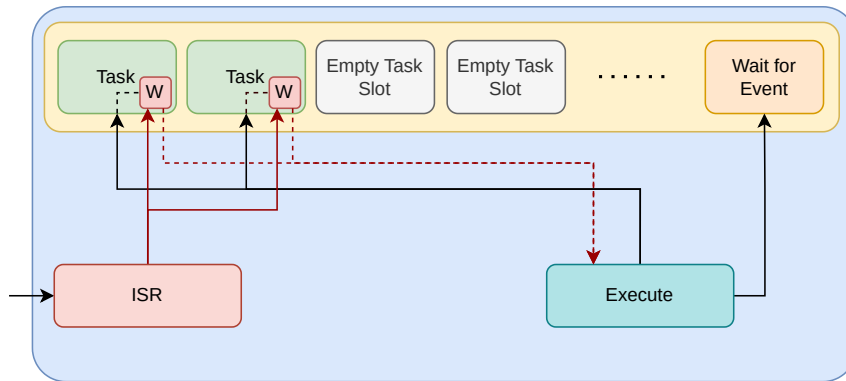 Task
W
Task
W
Empty Task
Slot
Empty Task
Slot
......
Wait for
Event
ISR
Execute